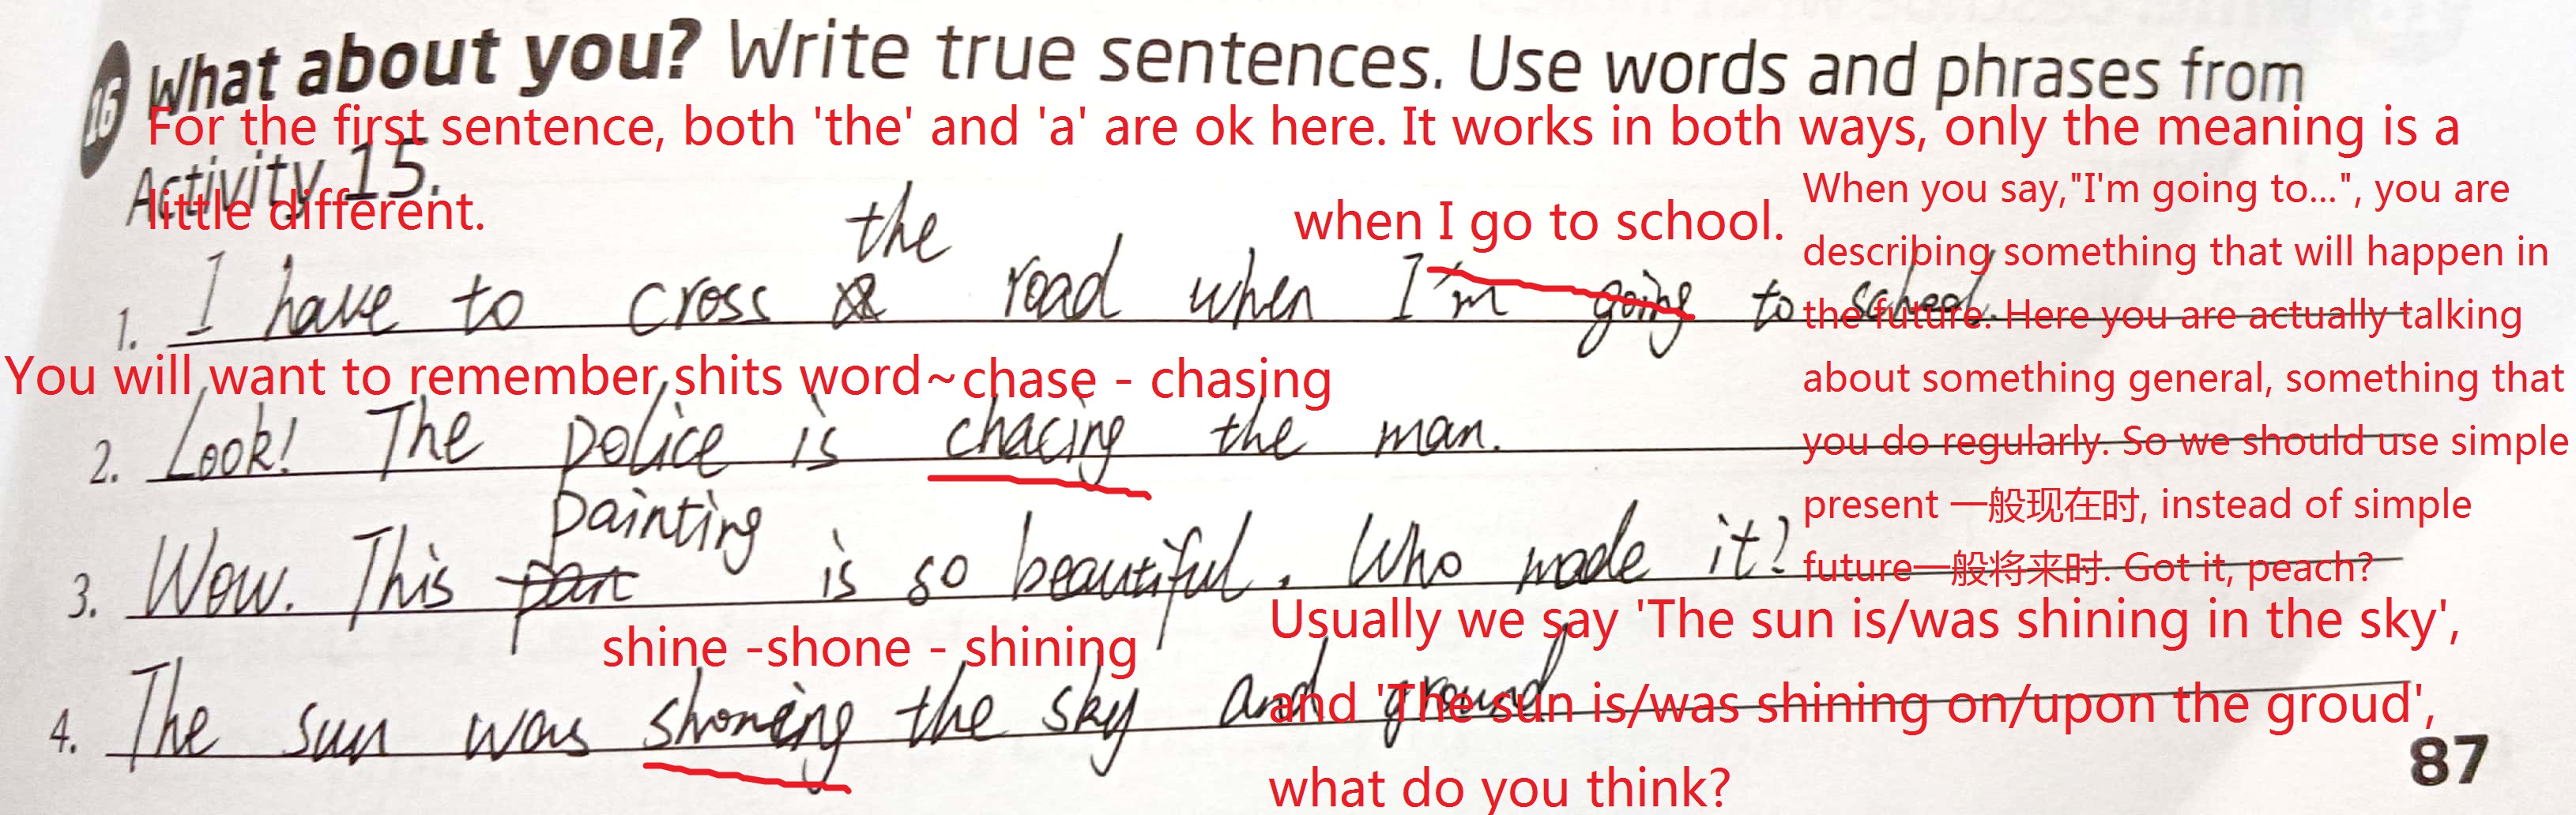 16 What about you? Write true sentences. Use words and phrases from
For the first sentence, both 'the' and 'a' are ok here. It works in both ways, only the meaning is a
Activity 15.
little different.
the
when I go to school.
When you say,"I'm going to...", you are
describing something that will happen in
1. I have to cross road when I'm going to school.
the future. Here you are actually talking
You will want to remember shits word~chase - chasing
about something general, something that
2. Look! The police is chacing the man.
you do regularly. So we should use simple
painting
present 一般现在时, instead of simple
3. Wow. This pan is so beautiful. Who made it?
future一般将来时. Got it, peach?
shine -shone - shining
Usually we say 'The sun is/was shining in the sky',
4. The sun was shoneing the sky and ground
and 'The sun is/was shining on/upon the groud',
what do you think?
87